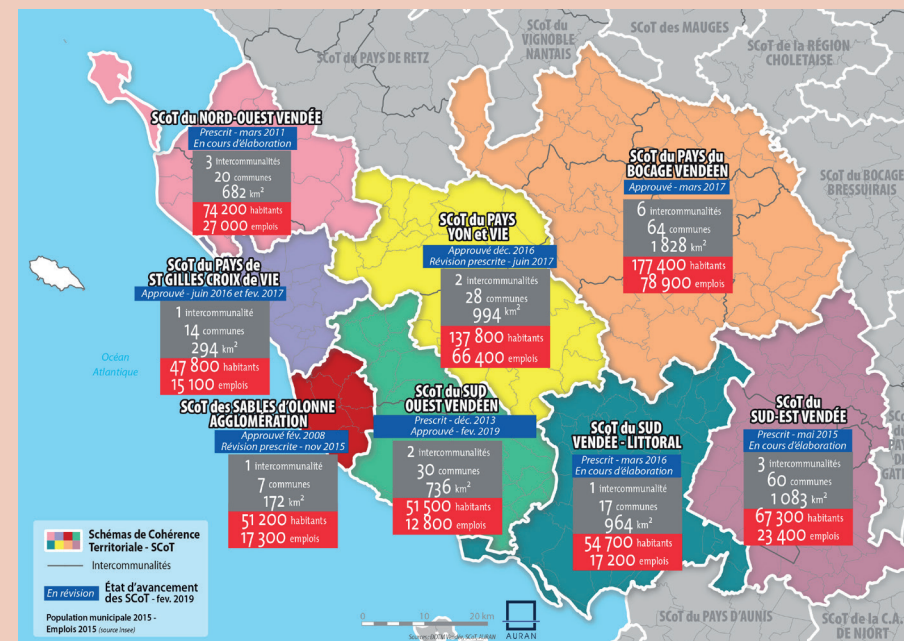 SCoT du PAYS DE RETZ
SCoT du
VIGNOBLE
NANTAIS
SCoT des MAUGES
SCoT de la RÉGION
CHOLETAISE
SCoT du BOCAGE
BRESSUIRAIS
SCoT du NORD-OUEST VENDÉE
Prescrit - mars 2011
En cours d'élaboration
3 intercommunalités
20 communes
682 km²
74 200 habitants
27 000 emplois
SCoT du PAYS du
BOCAGE VENDÉEN
Approuvé - mars 2017
6 intercommunalités
64 communes
1 828 km²
177 400 habitants
78 900 emplois
SCoT du PAYS
YON et VIE
Approuvé déc. 2016
Révision prescrite - juin 2017
2 intercommunalités
28 communes
994 km²
137 800 habitants
66 400 emplois
SCoT du PAYS de
ST GILLES CROIX de VIE
Approuvé - juin 2016 et fev. 2017
1 intercommunalité
14 communes
294 km²
47 800 habitants
15 100 emplois
Océan
Atlantique
SCoT des SABLES d'OLONNE
AGGLOMÉRATION
Approuvé fév. 2008
Révision prescrite - nov 2015
1 intercommunalité
7 communes
172 km²
51 200 habitants
17 300 emplois
SCoT du SUD
OUEST VENDÉEN
Prescrit - déc. 2013
Approuvé - fev. 2019
2 intercommunalités
30 communes
736 km²
51 500 habitants
12 800 emplois
SCoT du SUD
VENDÉE - LITTORAL
Prescrit - mars 2016
En cours d'élaboration
1 intercommunalité
17 communes
964 km²
54 700 habitants
17 200 emplois
SCoT du
SUD-EST VENDÉE
Prescrit - mai 2015
En cours d'élaboration
3 intercommunalités
60 communes
1 083 km²
67 300 habitants
23 400 emplois
DE
GATI
Schémas de Cohérence
Territoriale - SCoT
Intercommunalités
En révision
État d'avancement
des SCoT - fev. 2019
Population municipale 2015 -
Emplois 2015 (source Insee)
0 10 20 km
AURAN
SCoT du PAYS D'AUNIS
SCoT de la C.A.
DE NIORT